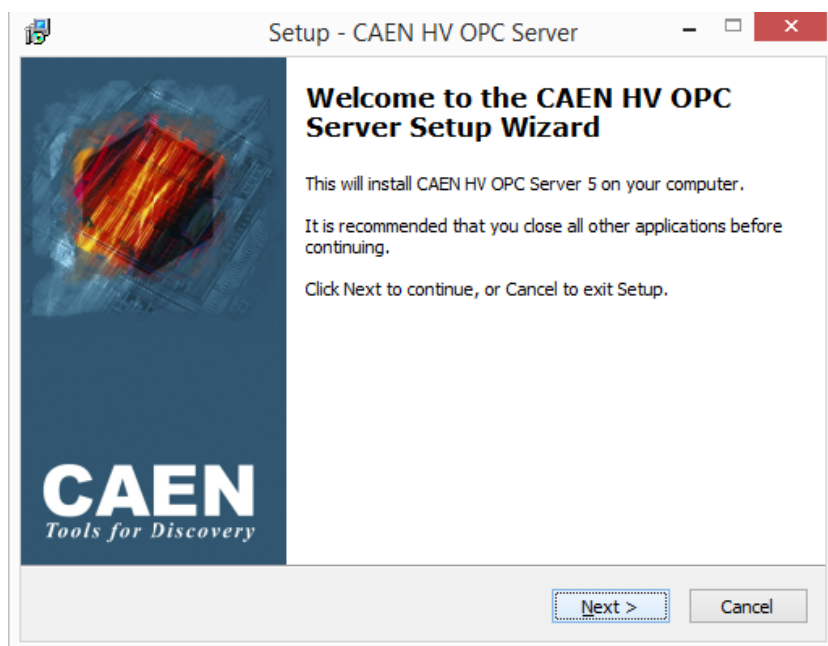 Setup - CAEN HV OPC Server
Welcome to the CAEN HV OPC
Server Setup Wizard
This will install CAEN HV OPC Server 5 on your computer.
It is recommended that you close all other applications before
continuing.
Click Next to continue, or Cancel to exit Setup.
CAEN
Tools for Discovery
Next >
Cancel